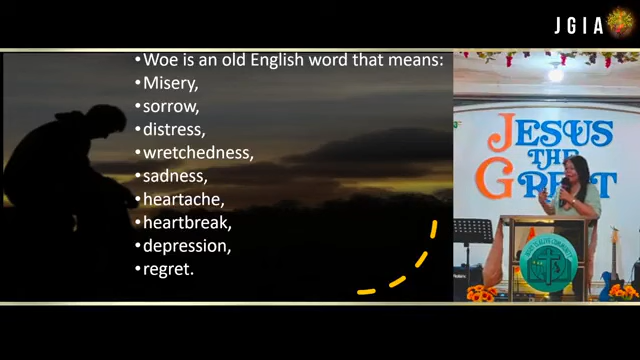 JGIA
•Woe is an old English word that means:
•Misery,
•sorrow,
•distress,
•wretchedness,
•sadness,
•heartache,
•heartbreak,
•depression,
•regret.
JESUS
THE
GREAT